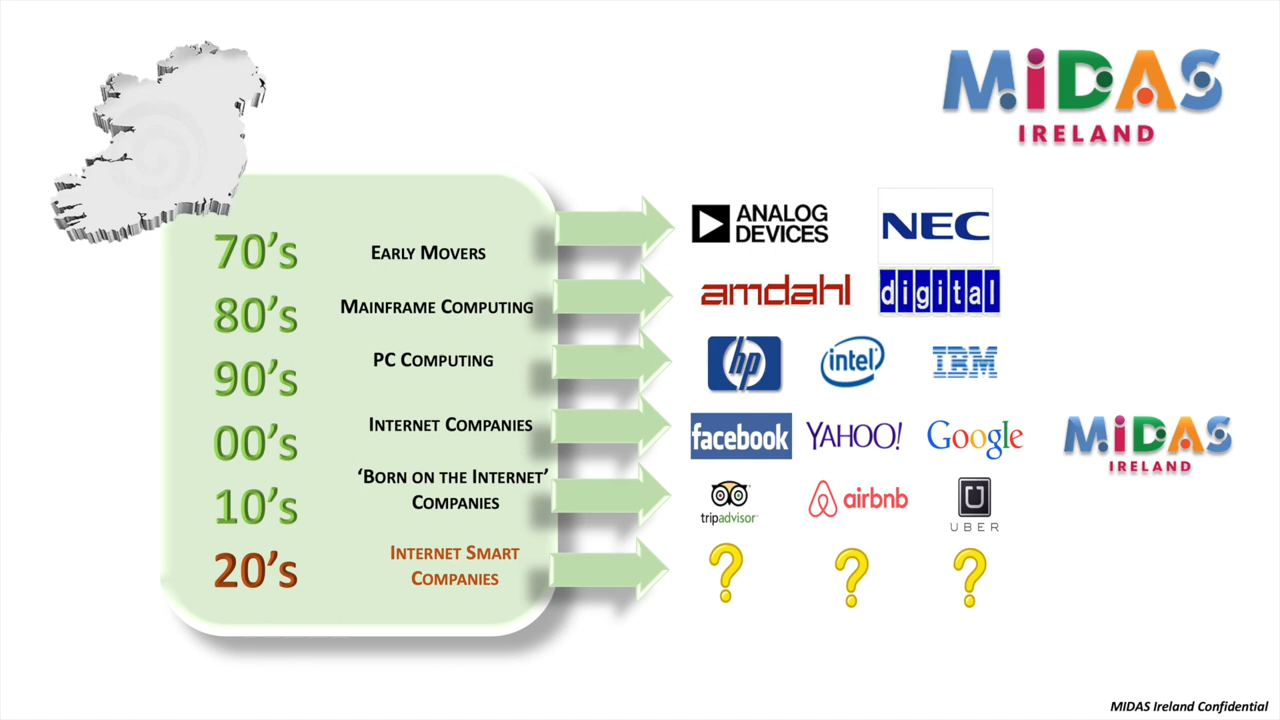 MiDAS
IRELAND
70's EARLY MOVERS
ANALOG
DEVICES
NEC
80's MAINFRAME COMPUTING
amdahl digital
90's PC COMPUTING
hp intel IBM
00's INTERNET COMPANIES
facebook YAHOO! Google
MiDAS
IRELAND
10's 'BORN ON THE INTERNET'
COMPANIES
tripadvisor airbnb U
UBER
20's INTERNET SMART
COMPANIES
? ? ?
MIDAS Ireland Confidential